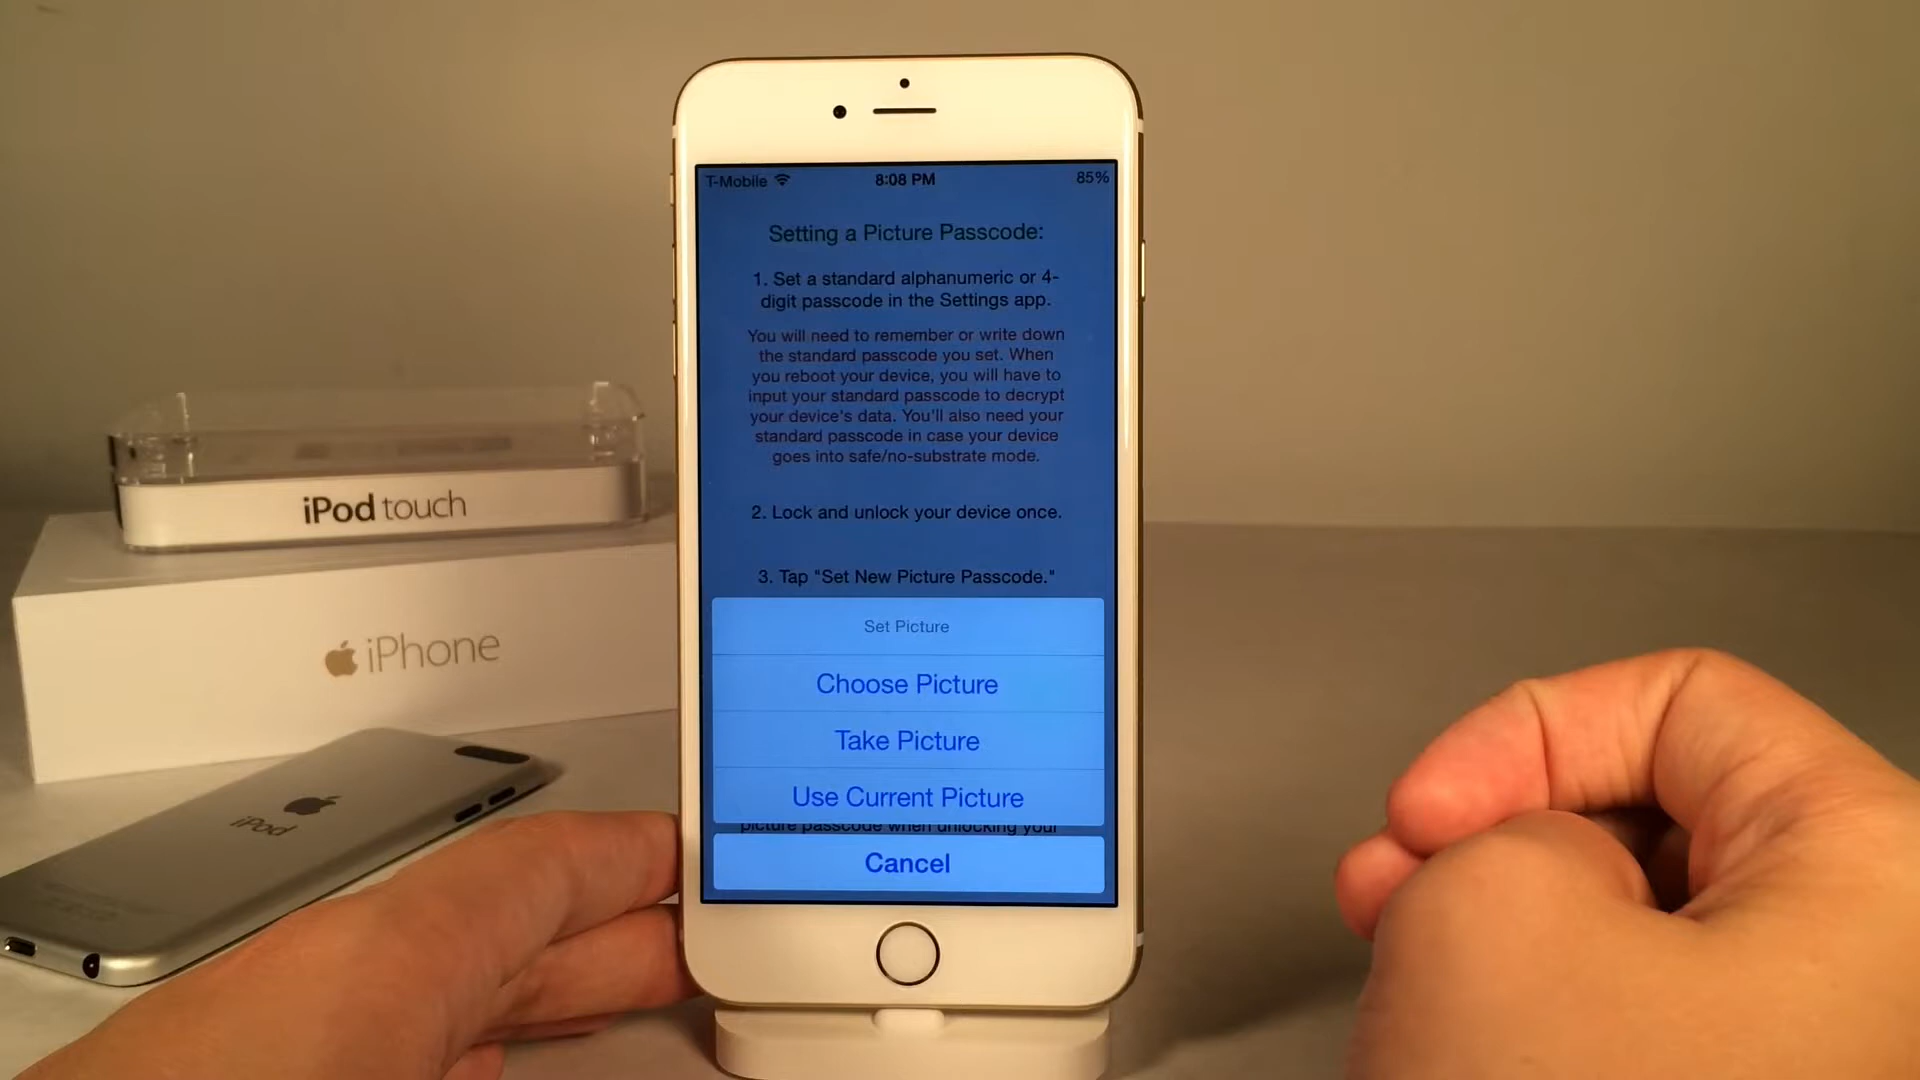 T-Mobile 8:08 PM 85%
Setting a Picture Passcode:
1. Set a standard alphanumeric or 4-
digit passcode in the Settings app.
You will need to remember or write down
the standard passcode you set. When
you reboot your device, you will have to
input your standard passcode to decrypt
your device's data. You'll also need your
standard passcode in case your device
goes into safe/no-substrate mode.
2. Lock and unlock your device once.
3. Tap "Set New Picture Passcode."
Set Picture
Choose Picture
Take Picture
Use Current Picture
picture passcode when unlocking your
Cancel
iPod touch
iPhone
iPod